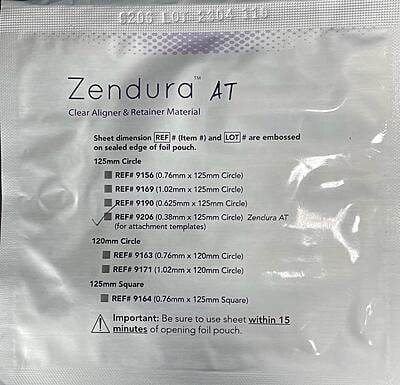 9206 LOT 2304 113
Zendura™ AT
Clear Aligner & Retainer Material
Sheet dimension REF # (Item #) and LOT # are embossed
on sealed edge of foil pouch.
125mm Circle
REF# 9156 (0.76mm x 125mm Circle)
REF# 9169 (1.02mm x 125mm Circle)
REF# 9190 (0.625mm x 125mm Circle)
REF# 9206 (0.38mm x 125mm Circle) Zendura AT
(for attachment templates)
120mm Circle
REF# 9163 (0.76mm x 120mm Circle)
REF# 9171 (1.02mm x 120mm Circle)
125mm Square
REF# 9164 (0.76mm x 125mm Square)
Important: Be sure to use sheet within 15
minutes of opening foil pouch.